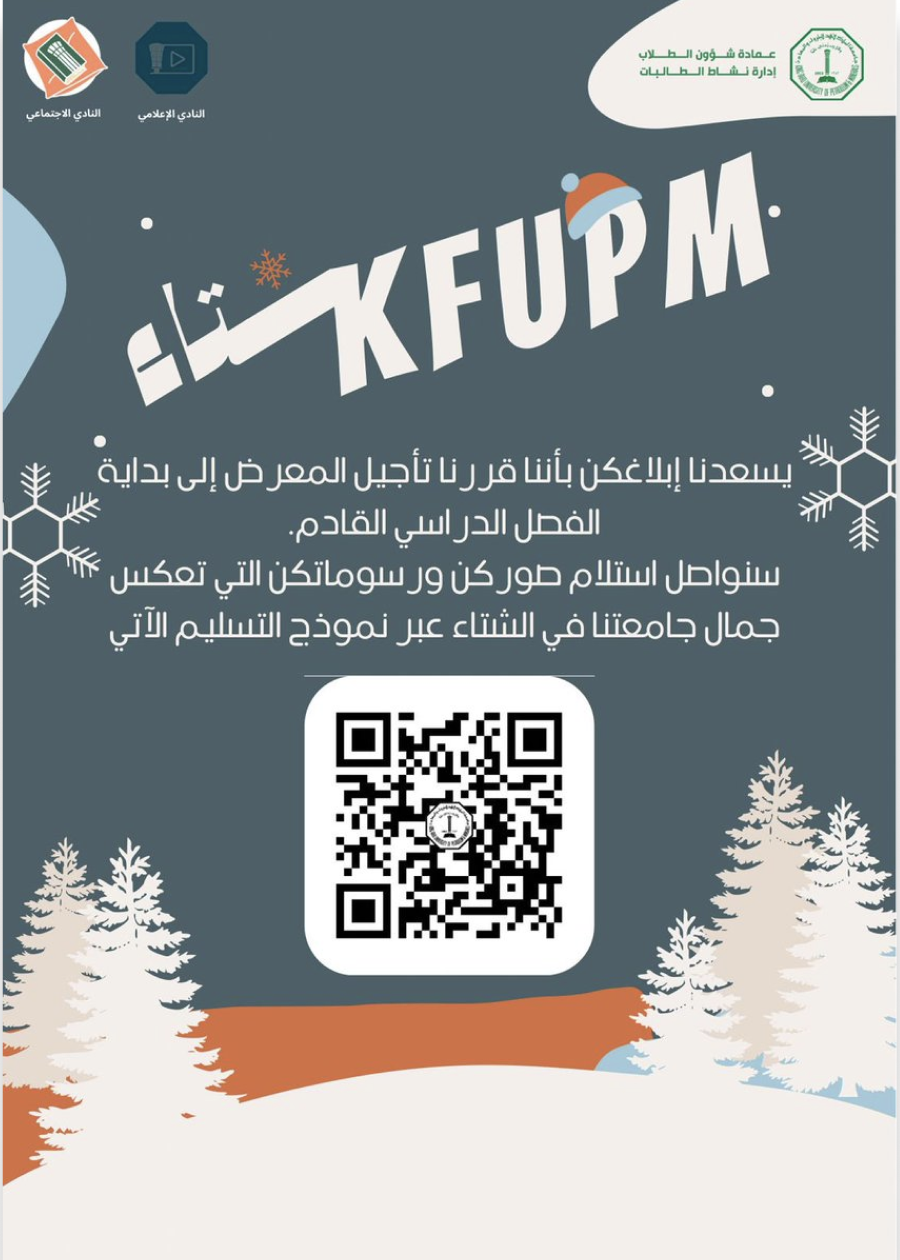 عمادة شؤون الطلاب
إدارة نشاط الطالبات
النادي الإعلامي
النادي الاجتماعي
شتاء KFUPM
يسعدنا إبلاغكن بأننا قررنا تأجيل المعرض إلى بداية
الفصل الدراسي القادم.
سنواصل استلام صوركن ورسوماتكن التي تعكس
جمال جامعتنا في الشتاء عبر نموذج التسليم الآتي